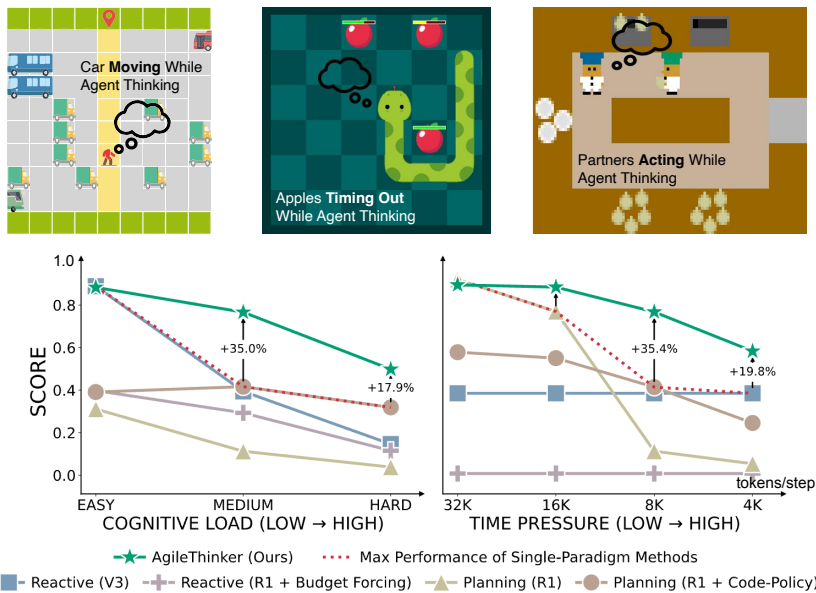 Car Moving While
Agent Thinking
Apples Timing Out
While Agent Thinking
Partners Acting While
Agent Thinking
SCORE
1.0
0.8
0.6
0.4
0.2
0.0
+35.0%
+17.9%
EASY
MEDIUM
HARD
COGNITIVE LOAD (LOW → HIGH)
+35.4%
+19.8%
tokens/step
32K
16K
8K
4K
TIME PRESSURE (LOW → HIGH)
AgileThinker (Ours)
Max Performance of Single-Paradigm Methods
Reactive (V3)
Reactive (R1 + Budget Forcing)
Planning (R1)
Planning (R1 + Code-Policy)